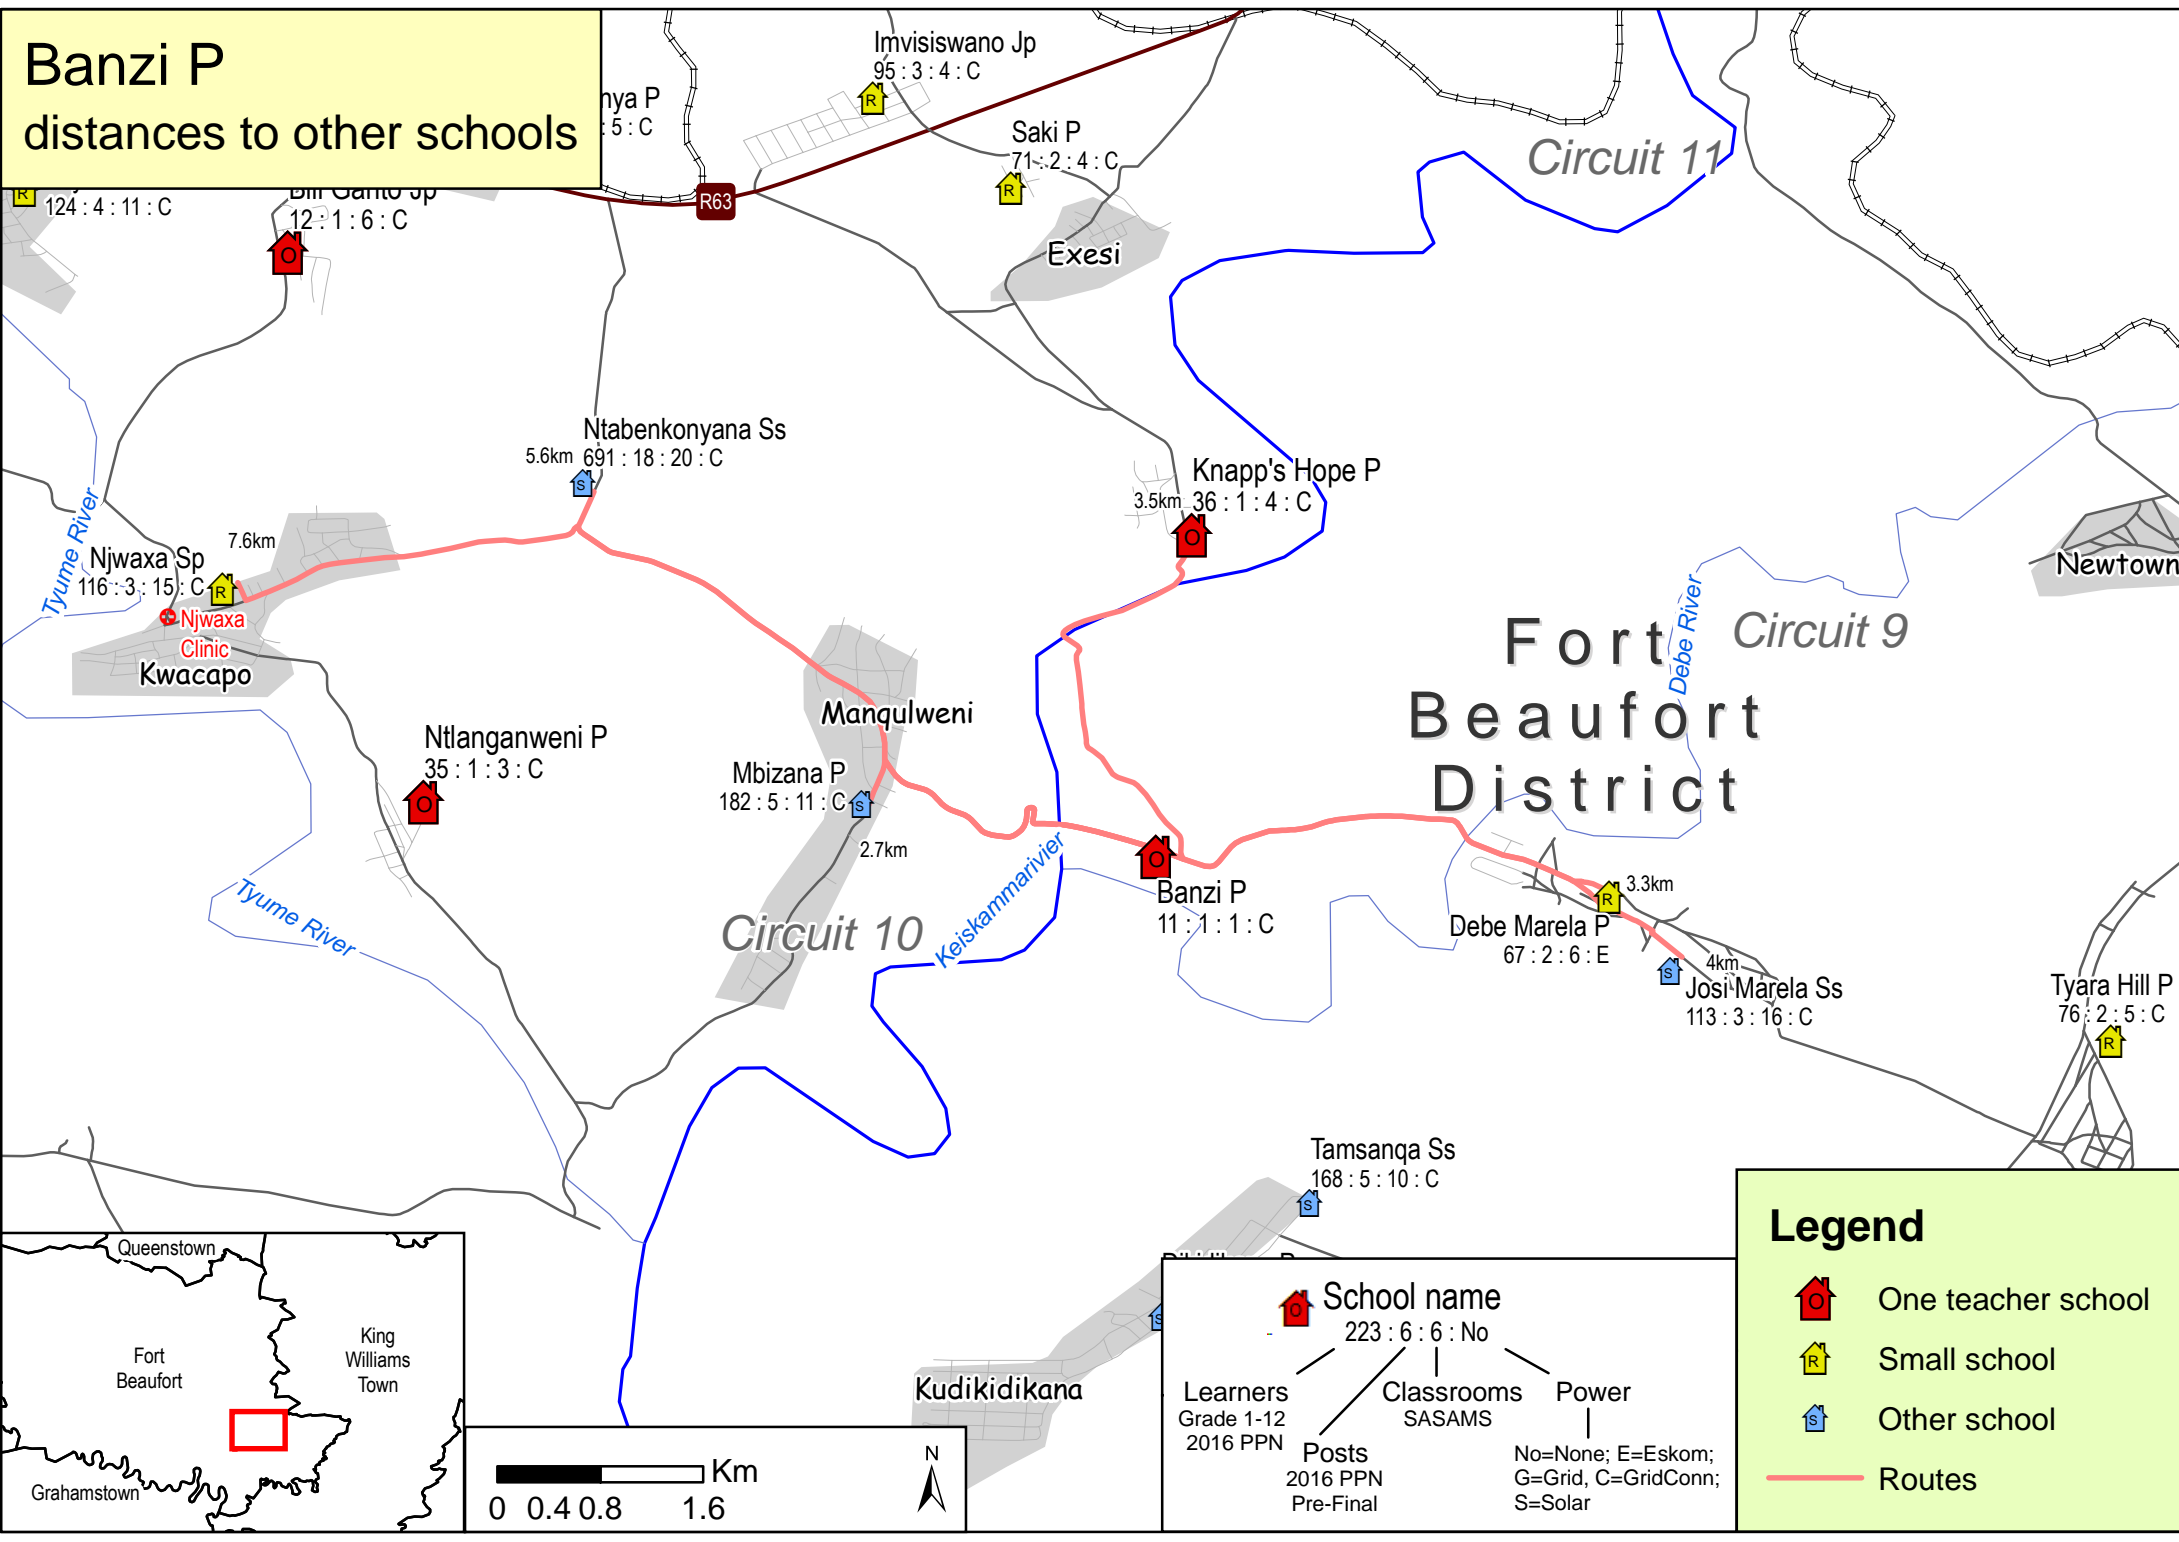 Banzi P
distances to other schools
nya P
: 5 : C
Imvisiswano Jp
95 : 3 : 4 : C
R
Saki P
71 : 2 : 4 : C
R
Circuit 11
R
124 : 4 : 11 : C
Bill Ganto Jp
12 : 1 : 6 : C
O
R63
Exesi
Ntabenkonyana Ss
5.6km 691 : 18 : 20 : C
S
Knapp's Hope P
3.5km 36 : 1 : 4 : C
O
Tyume River
7.6km
Njwaxa Sp
116 : 3 : 15 : C
R
Njwaxa
Clinic
Kwacapo
Newtown
Debe River
Circuit 9
Fort
Beaufort
District
Mangulweni
Ntlanganweni P
35 : 1 : 3 : C
O
Mbizana P
182 : 5 : 11 : C
S
2.7km
Keiskammarivier
O
Banzi P
11 : 1 : 1 : C
3.3km
R
Debe Marela P
67 : 2 : 6 : E
Tyume River
Circuit 10
4km
S
Josi Marela Ss
113 : 3 : 16 : C
Tyara Hill P
76 : 2 : 5 : C
R
Tamsanqa Ss
168 : 5 : 10 : C
S
S
Kudikidikana
Queenstown
Fort
Beaufort
King
Williams
Town
Grahamstown
Km
0 0.4 0.8 1.6
N
O
School name
223 : 6 : 6 : No
Learners
Grade 1-12
2016 PPN
Posts
2016 PPN
Pre-Final
Classrooms
SASAMS
Power
No=None; E=Eskom;
G=Grid, C=GridConn;
S=Solar
Legend
O One teacher school
R Small school
S Other school
Routes